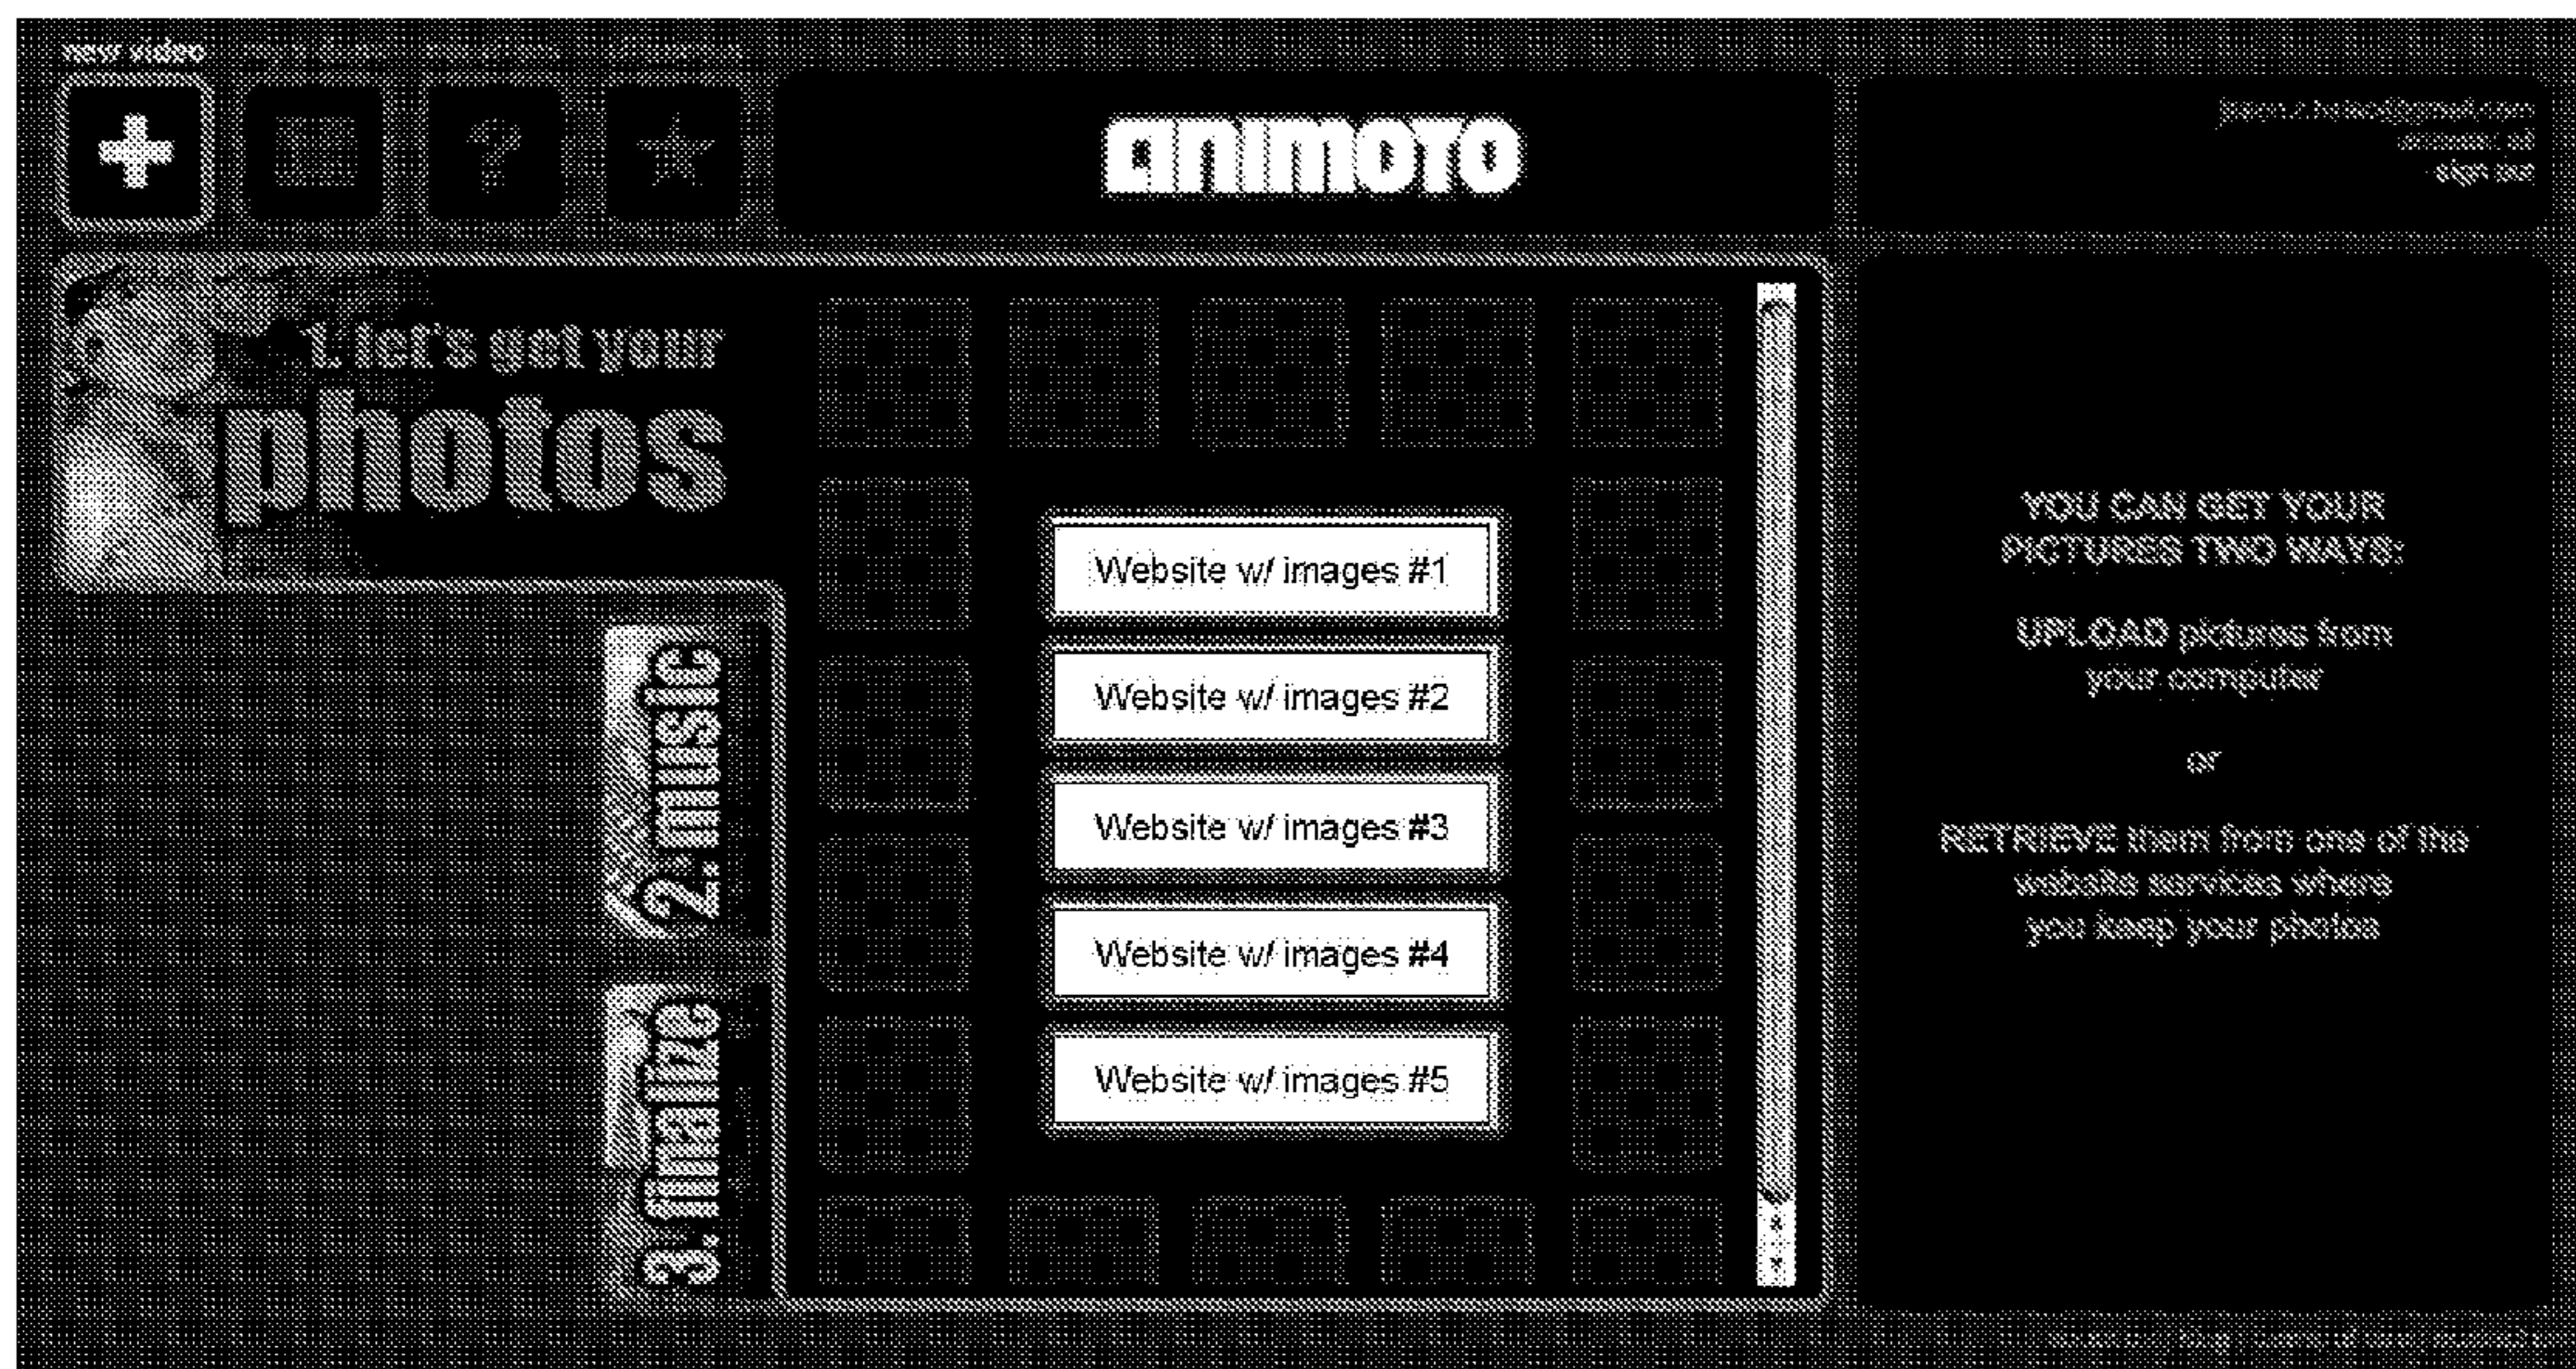 new video
ANIMOTO
sign out
1. let's get your
photos
2. music
3. finalize
Website w/ images #1
Website w/ images #2
Website w/ images #3
Website w/ images #4
Website w/ images #5
YOU CAN GET YOUR
PICTURES TWO WAYS:
UPLOAD pictures from
your computer
or
RETRIEVE them from one of the
website services where
you keep your photos